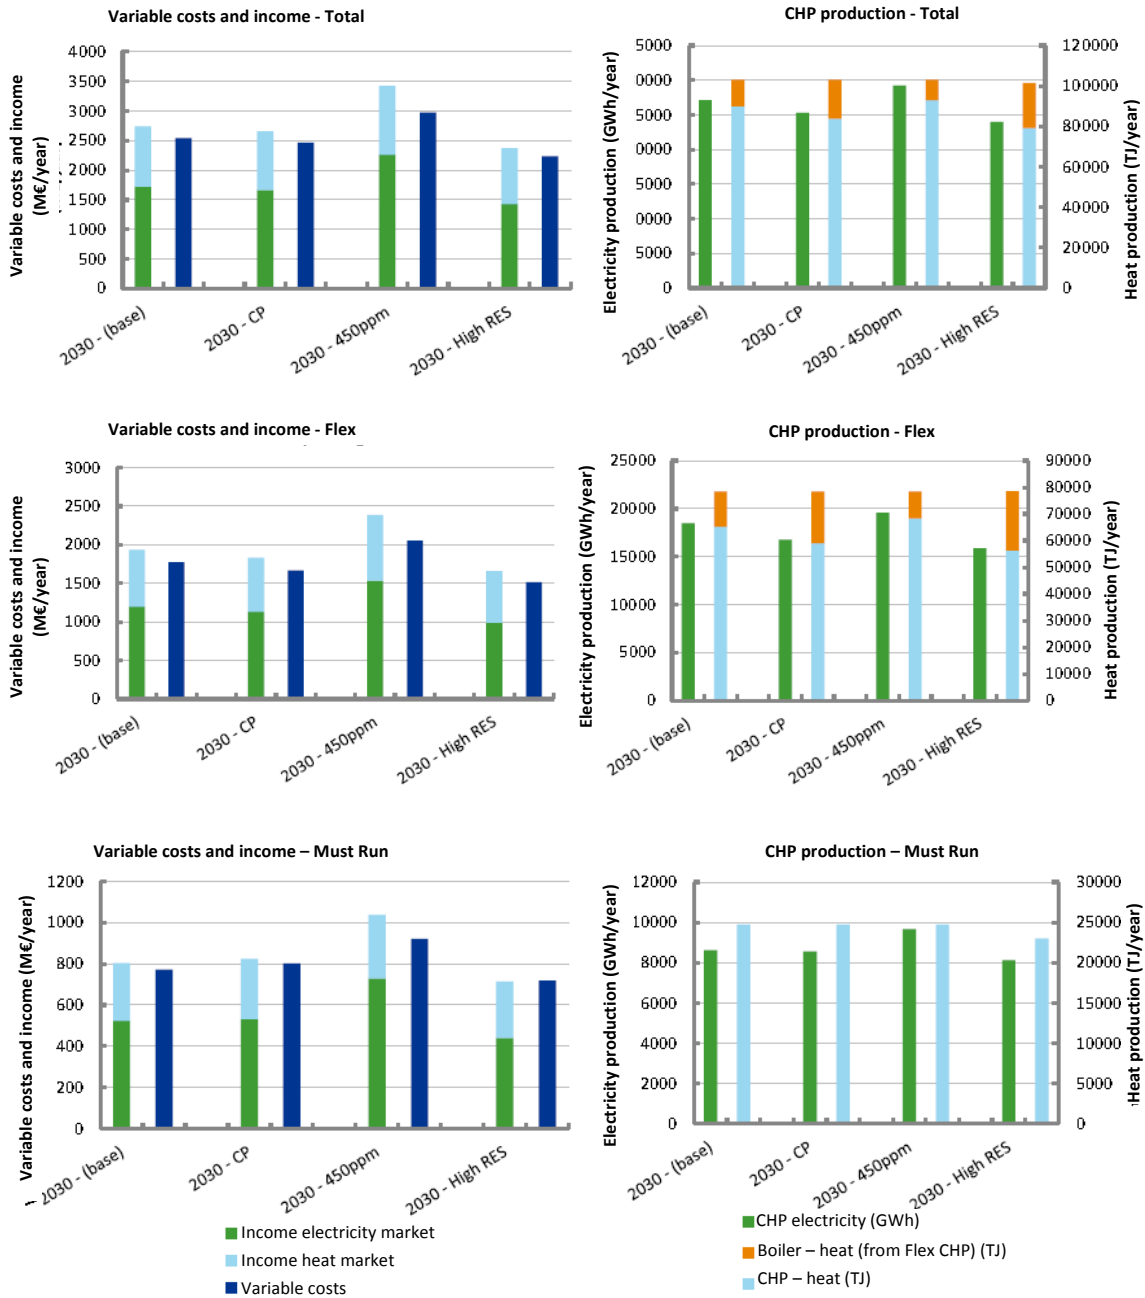 Variable costs and income - Total
Variable costs and income
(M€/year)
4000
3500
3000
2500
2000
1500
1000
500
0
2030 - (base)
2030 - CP
2030 - 450ppm
2030 - High RES
CHP production - Total
Electricity production (GWh/year)
5000
0000
5000
0000
5000
0000
5000
0
120000
100000
80000
60000
40000
20000
0
Heat production (TJ/year)
2030 - (base)
2030 - CP
2030 - 450ppm
2030 - High RES
Variable costs and income - Flex
Variable costs and income
(M€/year)
3000
2500
2000
1500
1000
500
0
2030 - (base)
2030 - CP
2030 - 450ppm
2030 - High RES
CHP production - Flex
Electricity production (GWh/year)
25000
20000
15000
10000
5000
0
90000
80000
70000
60000
50000
40000
30000
20000
10000
0
Heat production (TJ/year)
2030 - (base)
2030 - CP
2030 - 450ppm
2030 - High RES
Variable costs and income – Must Run
Variable costs and income (M€/year)
1200
1000
800
600
400
200
0
2030 - (base)
2030 - CP
2030 - 450ppm
2030 - High RES
CHP production – Must Run
Electricity production (GWh/year)
12000
10000
8000
6000
4000
2000
0
30000
25000
20000
15000
10000
5000
0
Heat production (TJ/year)
2030 - (base)
2030 - CP
2030 - 450ppm
2030 - High RES
Income electricity market
Income heat market
Variable costs
CHP electricity (GWh)
Boiler – heat (from Flex CHP) (TJ)
CHP – heat (TJ)